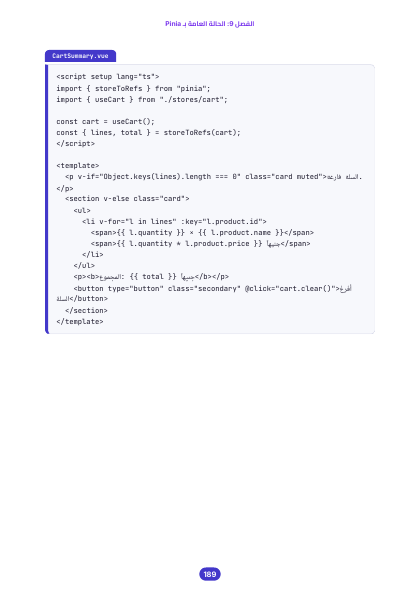 الفصل 9: الحالة العامة بـ Pinia
CartSummary.vue
<script setup lang="ts">
import { storeToRefs } from "pinia";
import { useCart } from "./stores/cart";
const cart = useCart();
const { lines, total } = storeToRefs(cart);
</script>
<template>
  <p v-if="Object.keys(lines).length === 0" class="card muted">السلة فارغة.
</p>
  <section v-else class="card">
    <ul>
      <li v-for="l in lines" :key="l.product.id">
        <span>{{ l.quantity }} × {{ l.product.name }}</span>
        <span>{{ l.quantity * l.product.price }} جنيهاً</span>
      </li>
    </ul>
    <p><b>المجموع: {{ total }} جنيهاً</b></p>
    <button type="button" class="secondary" @click="cart.clear()">أفرغ
السلة</button>
  </section>
</template>
189